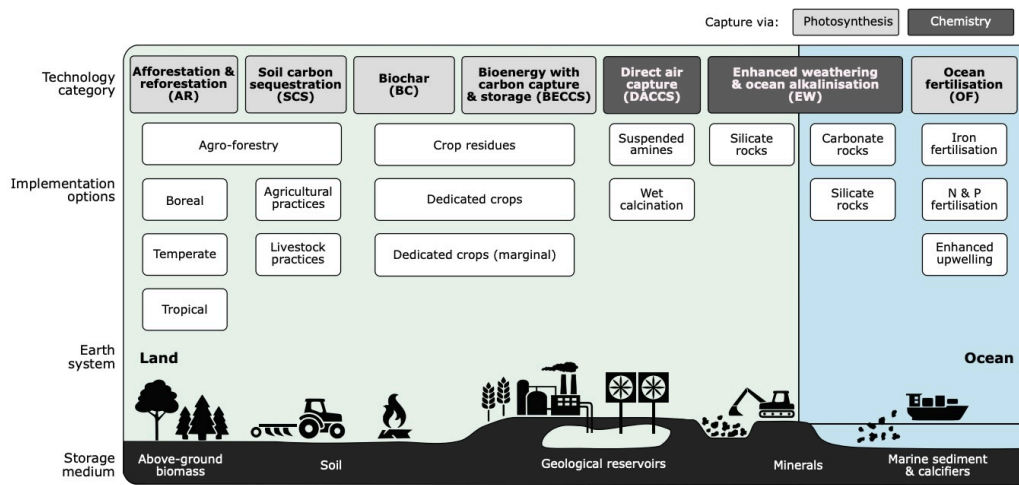 Capture via:
Photosynthesis
Chemistry
Technology
category
Afforestation &
reforestation
(AR)
Soil carbon
sequestration
(SCS)
Biochar
(BC)
Bioenergy with
carbon capture
& storage (BECCS)
Direct air
capture
(DACCS)
Enhanced weathering
& ocean alkalinisation
(EW)
Ocean
fertilisation
(OF)
Implementation
options
Agro-forestry
Crop residues
Suspended
amines
Silicate
rocks
Carbonate
rocks
Iron
fertilisation
Boreal
Agricultural
practices
Dedicated crops
Wet
calcination
Silicate
rocks
N & P
fertilisation
Temperate
Livestock
practices
Dedicated crops (marginal)
Enhanced
upwelling
Tropical
Earth
system
Land
Ocean
Storage
medium
Above-ground
biomass
Soil
Geological reservoirs
Minerals
Marine sediment
& calcifiers